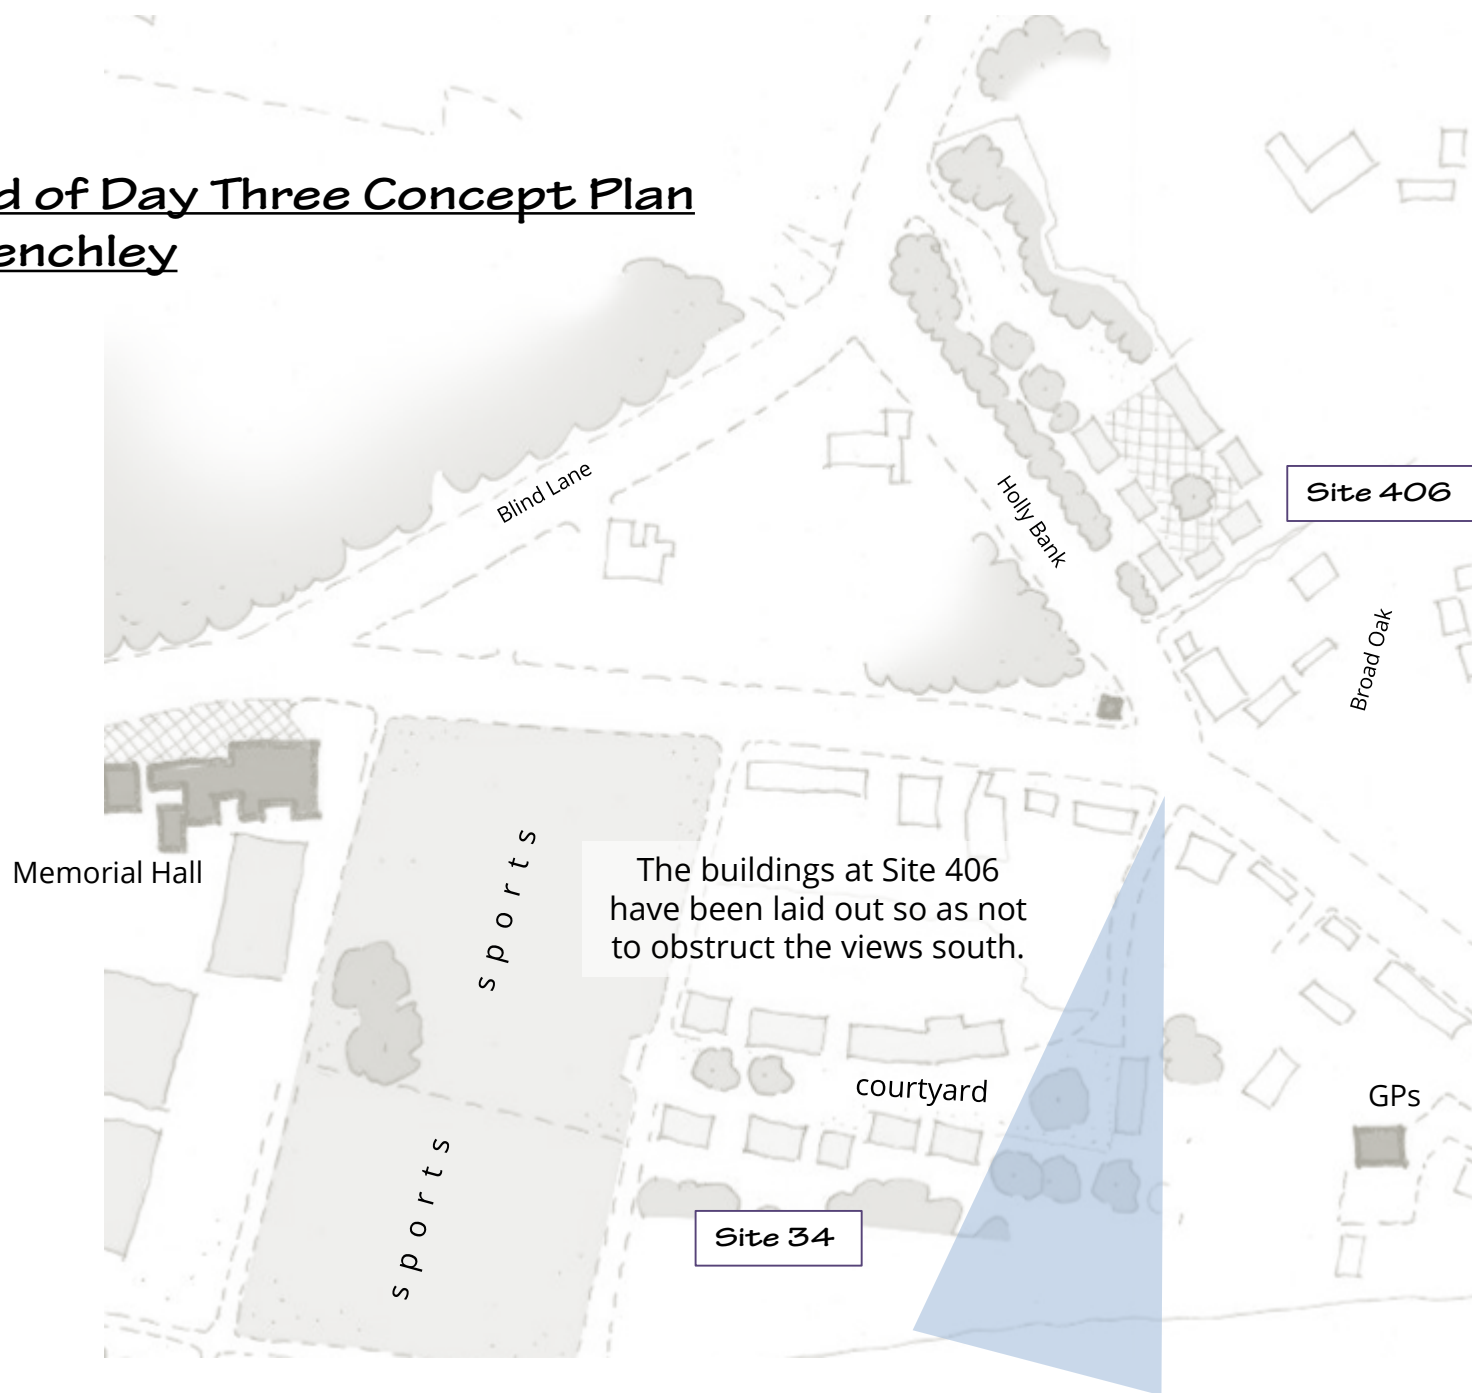 d of Day Three Concept Plan
enchley
Blind Lane
Holly Bank
Site 406
Broad Oak
Memorial Hall
sports
The buildings at Site 406
have been laid out so as not
to obstruct the views south.
courtyard
GPs
sports
Site 34